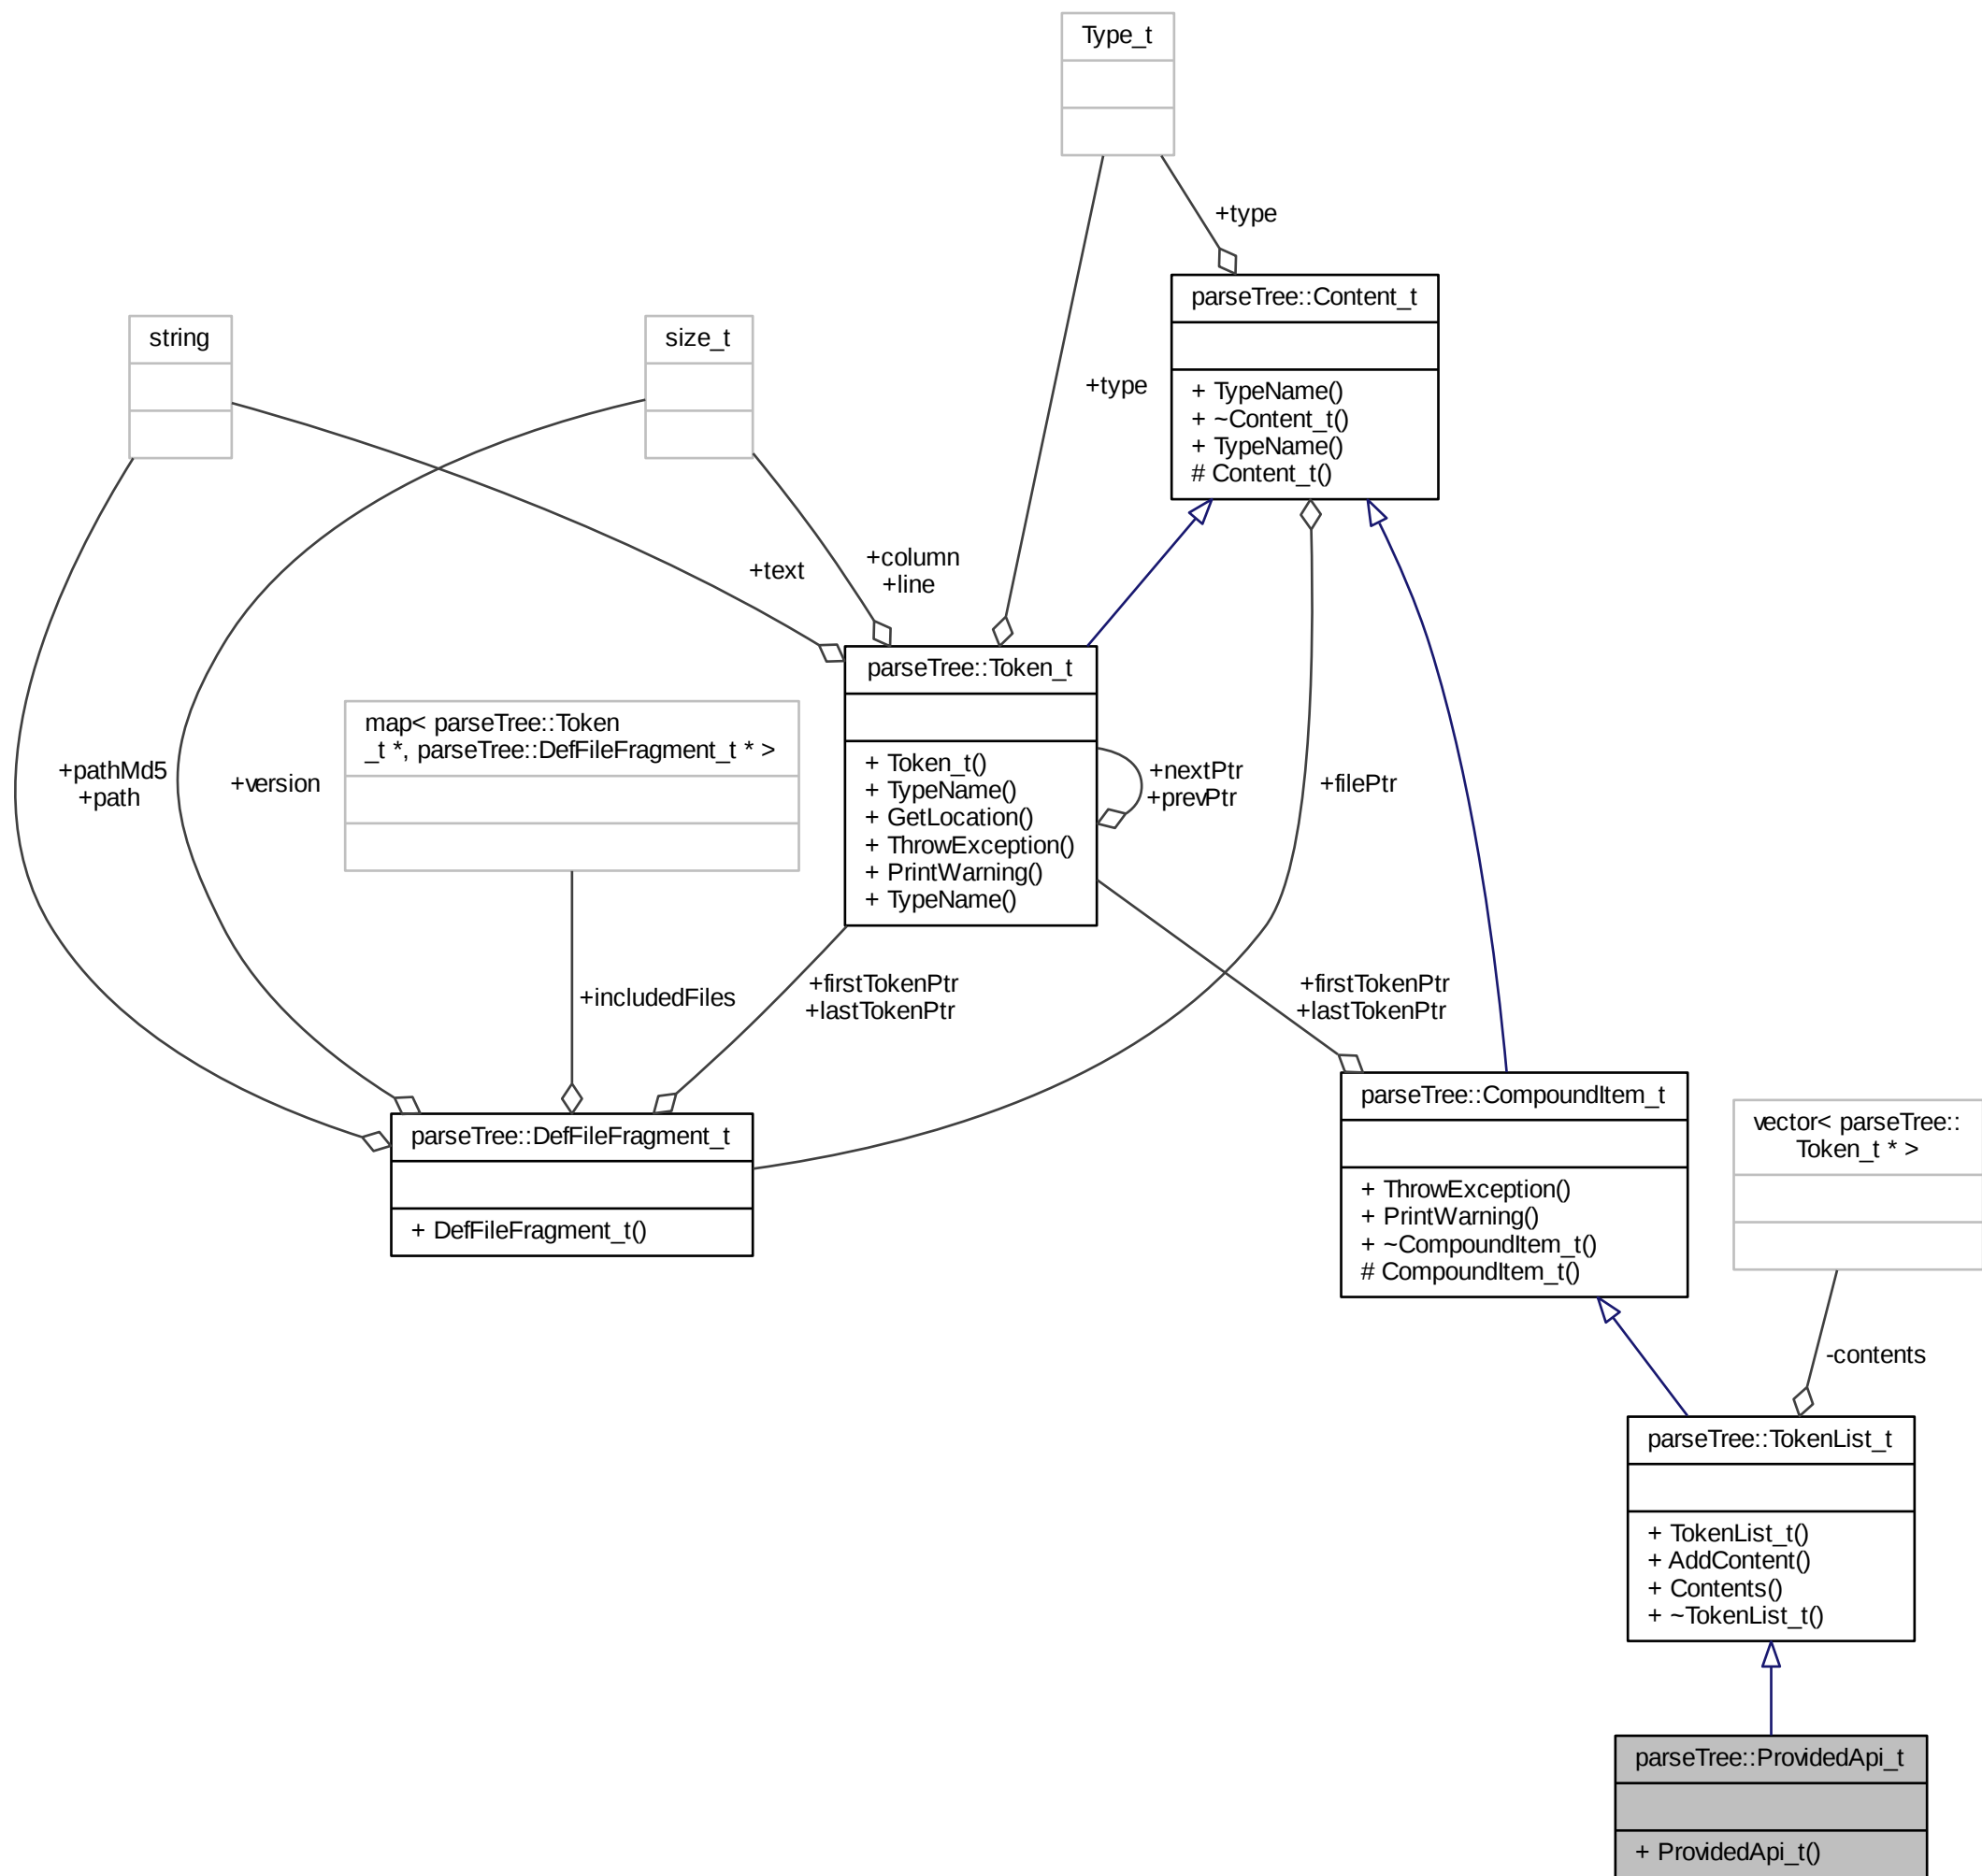 Type_t
+type
parseTree::Content_t
+ TypeName()
+ ~Content_t()
+ TypeName()
# Content_t()
string
size_t
+type
+text
+column
+line
parseTree::Token_t
+ Token_t()
+ TypeName()
+ GetLocation()
+ ThrowException()
+ PrintWarning()
+ TypeName()
map< parseTree::Token
_t *, parseTree::DefFileFragment_t * >
+pathMd5
+path
+version
+nextPtr
+prevPtr
+filePtr
+includedFiles
+firstTokenPtr
+lastTokenPtr
+firstTokenPtr
+lastTokenPtr
parseTree::DefFileFragment_t
+ DefFileFragment_t()
parseTree::CompoundItem_t
+ ThrowException()
+ PrintWarning()
+ ~CompoundItem_t()
# CompoundItem_t()
vector< parseTree::
Token_t * >
-contents
parseTree::TokenList_t
+ TokenList_t()
+ AddContent()
+ Contents()
+ ~TokenList_t()
parseTree::ProvidedApi_t
+ ProvidedApi_t()